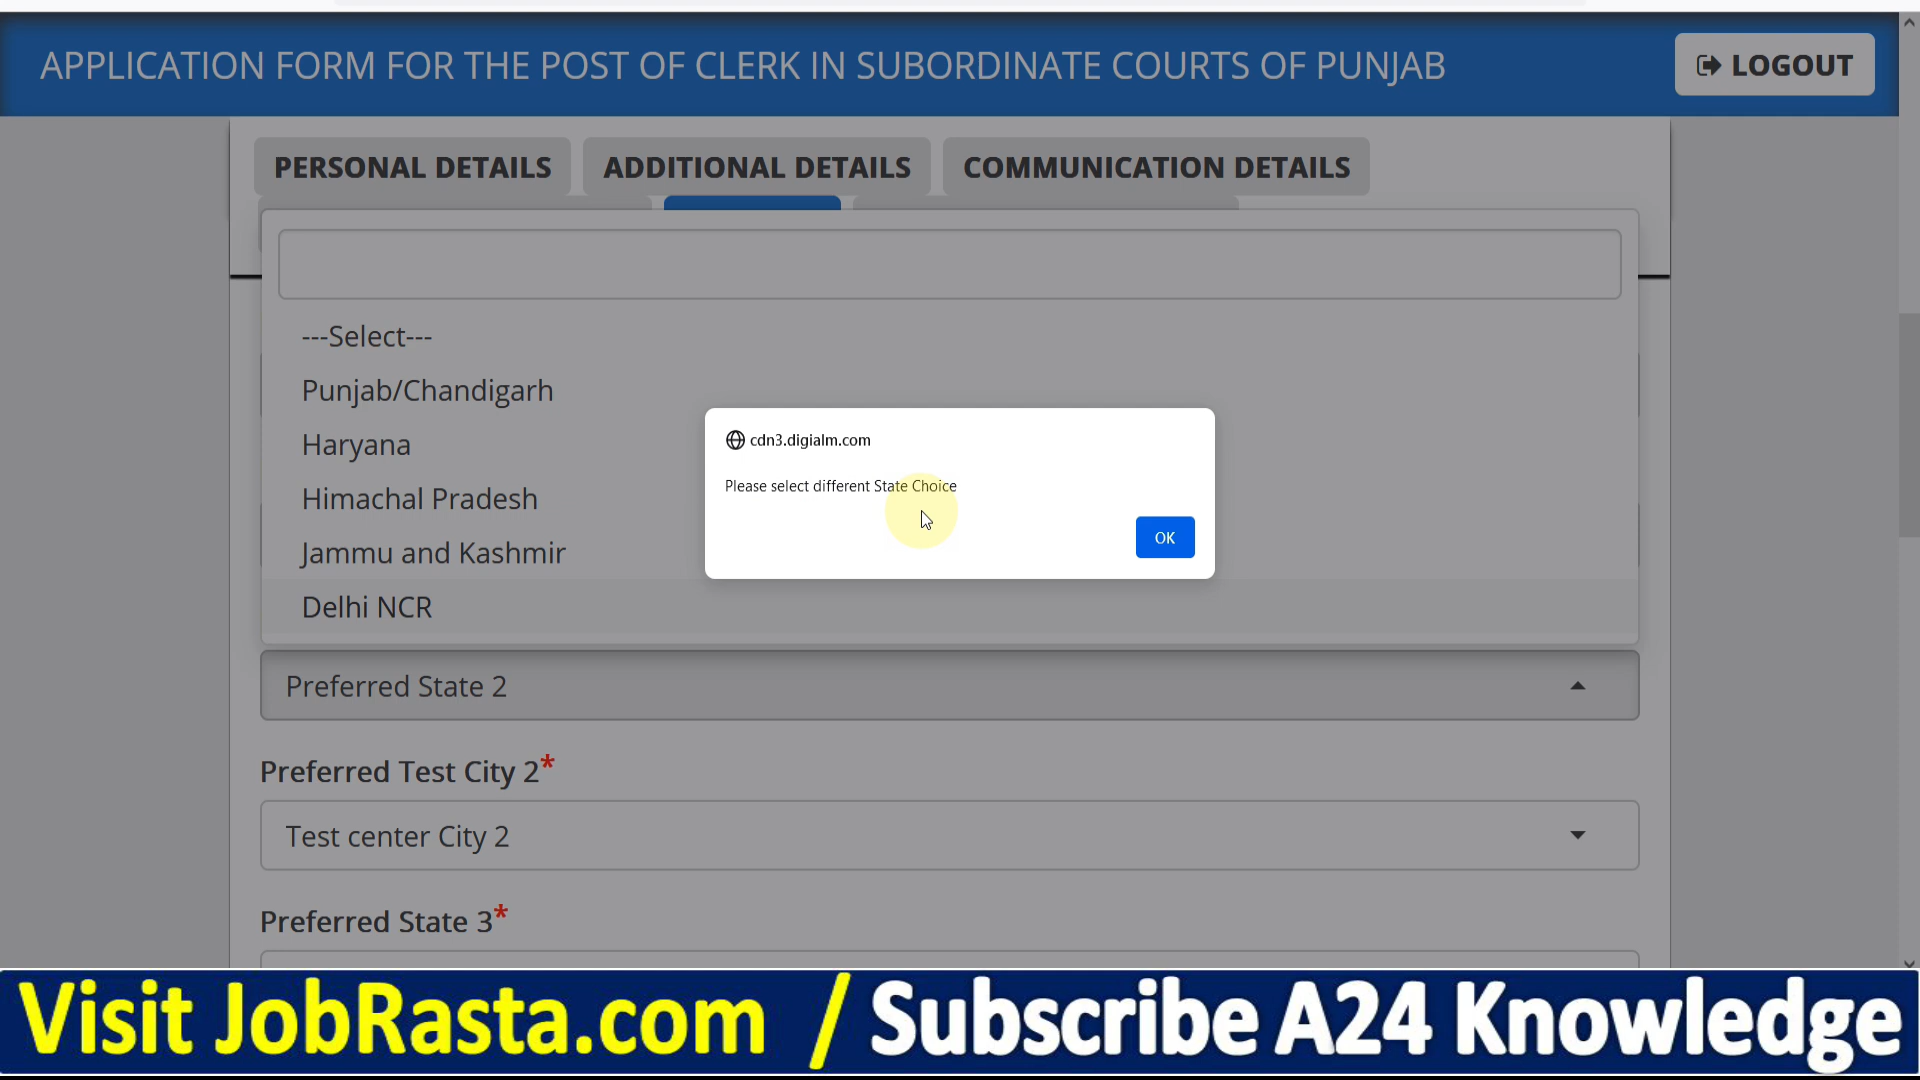 APPLICATION FORM FOR THE POST OF CLERK IN SUBORDINATE COURTS OF PUNJAB
LOGOUT
PERSONAL DETAILS
ADDITIONAL DETAILS
COMMUNICATION DETAILS
---Select---
Punjab/Chandigarh
Haryana
Himachal Pradesh
Jammu and Kashmir
Delhi NCR
cdn3.digialm.com
Please select different State Choice
OK
Preferred State 2
Preferred Test City 2*
Test center City 2
Preferred State 3*
Visit JobRasta.com / Subscribe A24 Knowledge